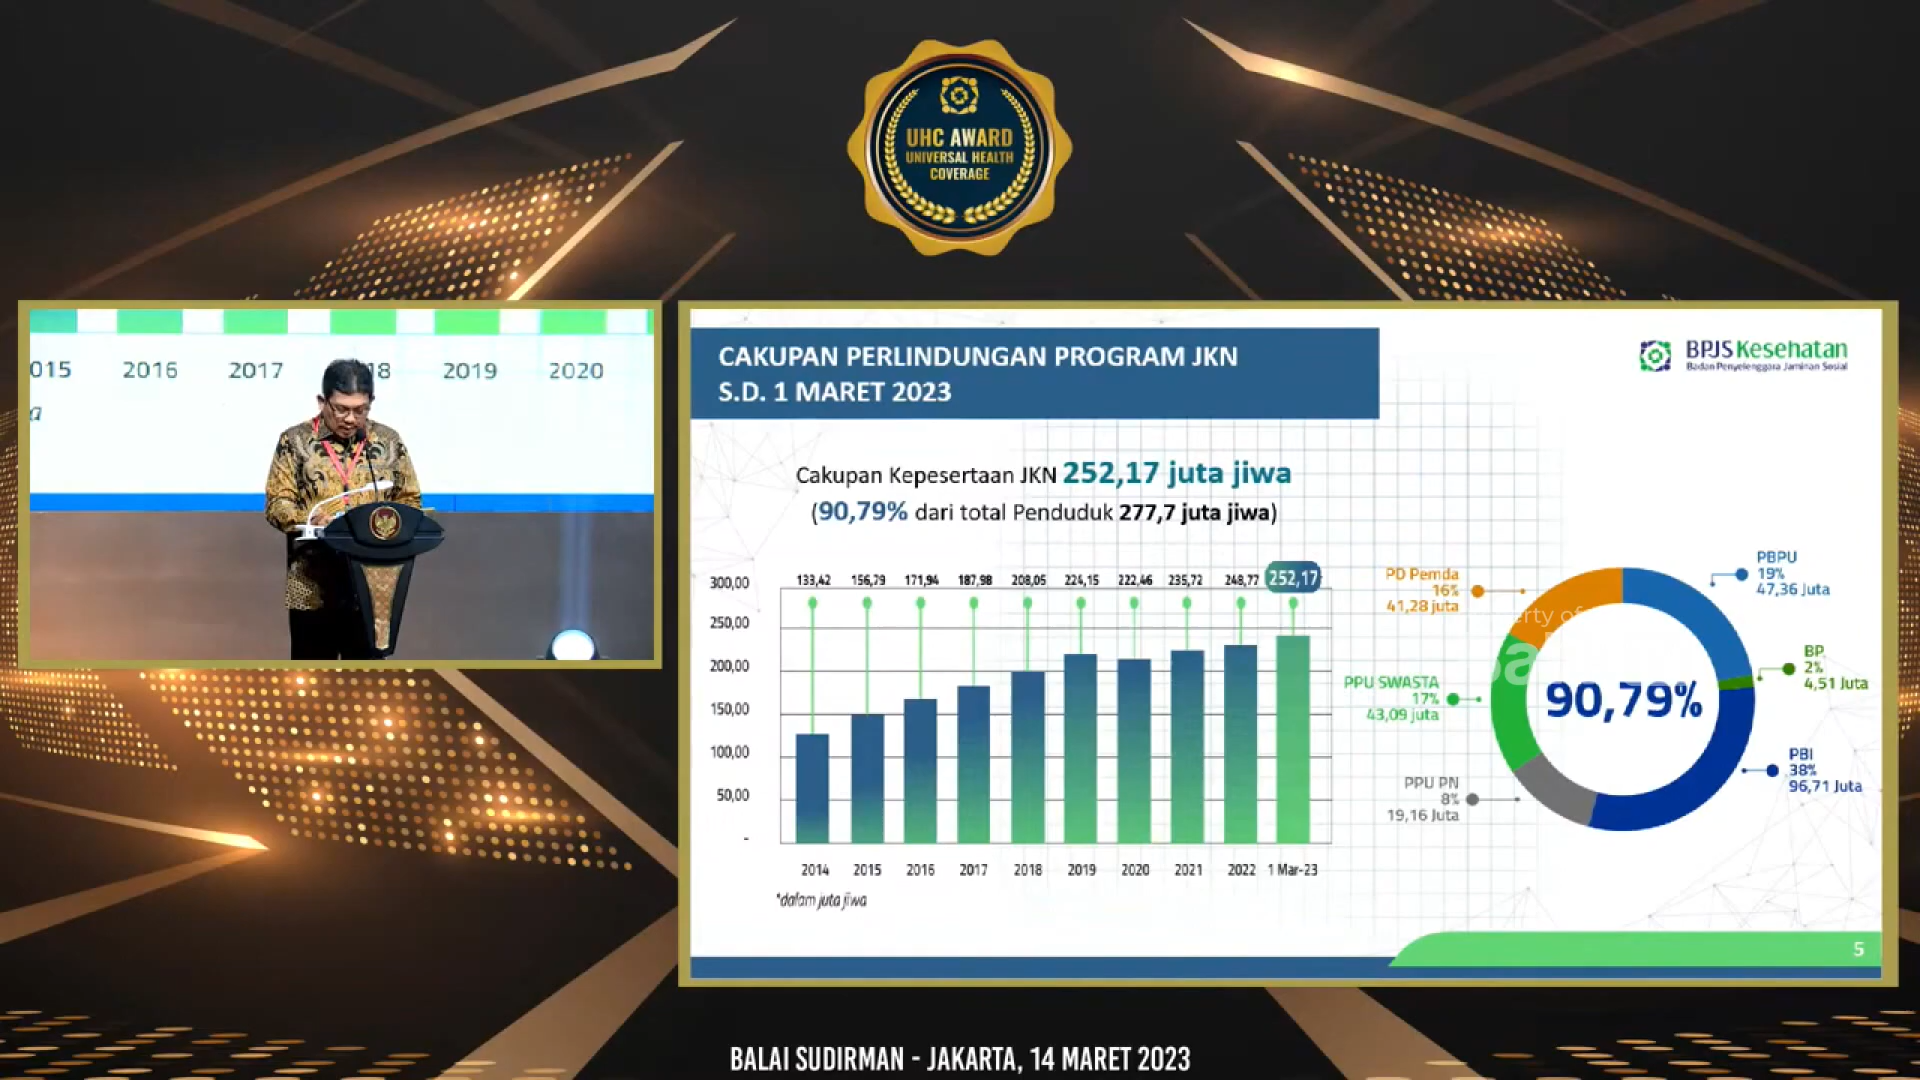 UHC AWARD
UNIVERSAL HEALTH
COVERAGE
015 2016 2017 18 2019 2020
a
CAKUPAN PERLINDUNGAN PROGRAM JKN
S.D. 1 MARET 2023
BPJS Kesehatan
Badan Penyelenggara Jaminan Sosial
Cakupan Kepesertaan JKN 252,17 juta jiwa
(90,79% dari total Penduduk 277,7 juta jiwa)
300,00
250,00
200,00
150,00
100,00
50,00
-
133,42 156,79 171,94 187,98 208,05 224,15 222,46 235,72 248,77 252,17
2014 2015 2016 2017 2018 2019 2020 2021 2022 1 Mar-23
*dalam juta jiwa
PD Pemda
16%
41,28 juta
PPU SWASTA
17%
43,09 juta
PPU PN
8%
19,16 Juta
90,79%
PBPU
19%
47,36 Juta
BP
2%
4,51 Juta
PBI
38%
96,71 Juta
erty of
5
BALAI SUDIRMAN - JAKARTA, 14 MARET 2023